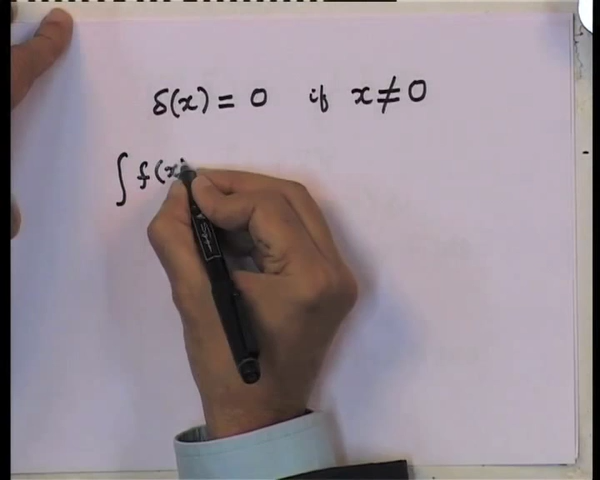 δ(x) = 0 if x ≠ 0
∫ f(x